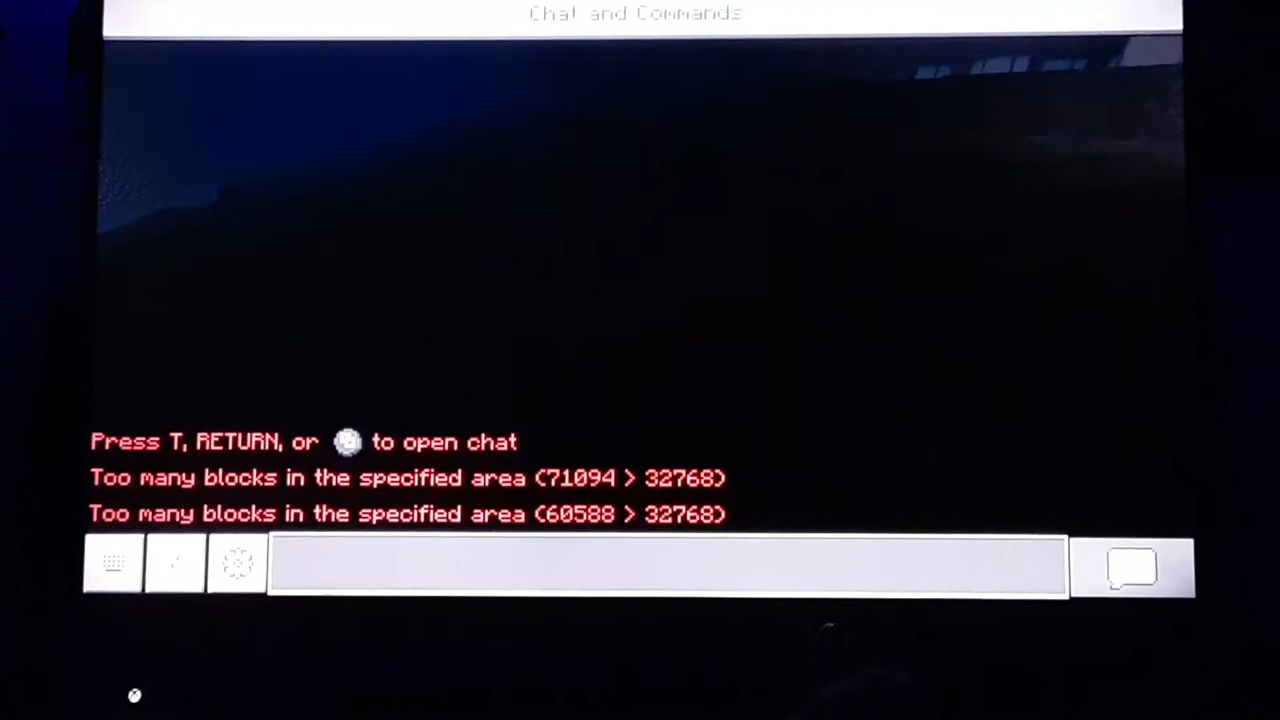 Chat and Commands
Press T, RETURN, or to open chat
Too many blocks in the specified area (71094 > 32768)
Too many blocks in the specified area (60588 > 32768)